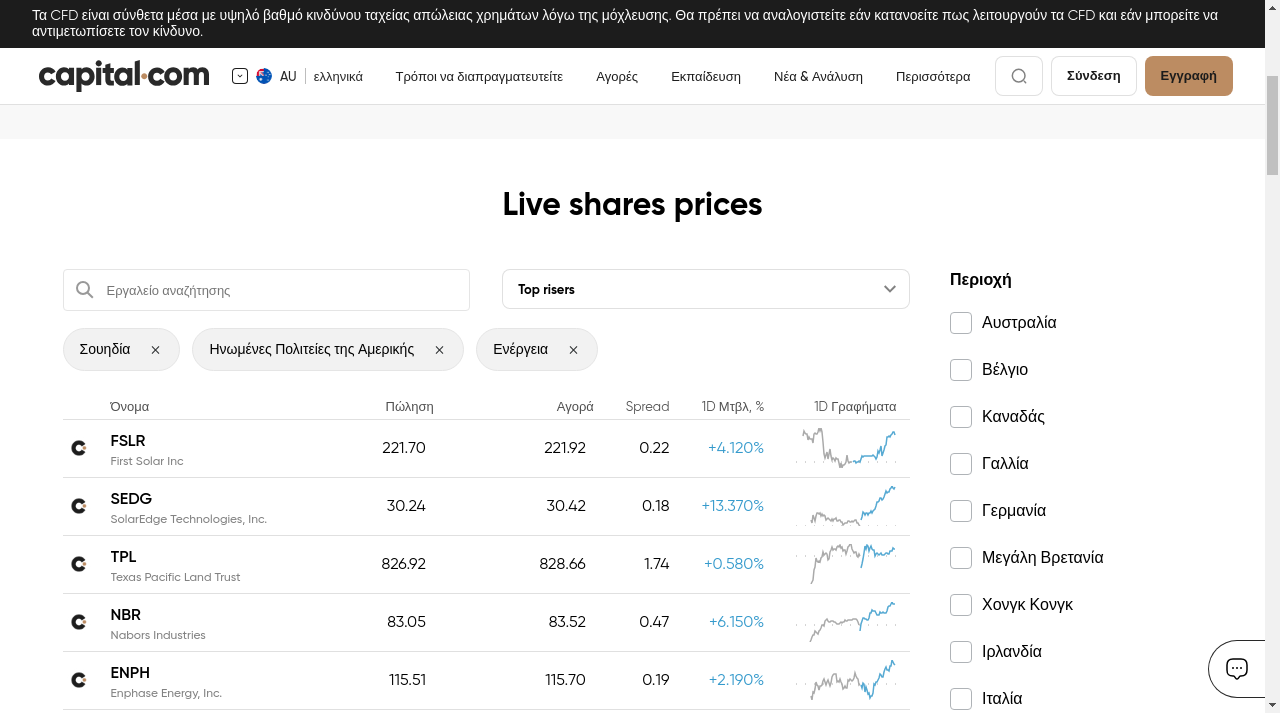 Τα CFD είναι σύνθετα μέσα με υψηλό βαθμό κινδύνου ταχείας απώλειας χρημάτων λόγω της μόχλευσης. Θα πρέπει να αναλογιστείτε εάν κατανοείτε πως λειτουργούν τα CFD και εάν μπορείτε να
αντιμετωπίσετε τον κίνδυνο.
capital.com AU ελληνικά Τρόποι να διαπραγματευτείτε Αγορές Εκπαίδευση Νέα & Ανάλυση Περισσότερα Σύνδεση Εγγραφή
Live shares prices
Εργαλείο αναζήτησης Top risers
Σουηδία Ηνωμένες Πολιτείες της Αμερικής Ενέργεια
Όνομα Πώληση Αγορά Spread 1D Μτβλ, % 1D Γραφήματα
FSLR 221.70 221.92 0.22 +4.120%
First Solar Inc
SEDG 30.24 30.42 0.18 +13.370%
SolarEdge Technologies, Inc.
TPL 826.92 828.66 1.74 +0.580%
Texas Pacific Land Trust
NBR 83.05 83.52 0.47 +6.150%
Nabors Industries
ENPH 115.51 115.70 0.19 +2.190%
Enphase Energy, Inc.
Περιοχή
Αυστραλία
Βέλγιο
Καναδάς
Γαλλία
Γερμανία
Μεγάλη Βρετανία
Χονγκ Κονγκ
Ιρλανδία
Ιταλία